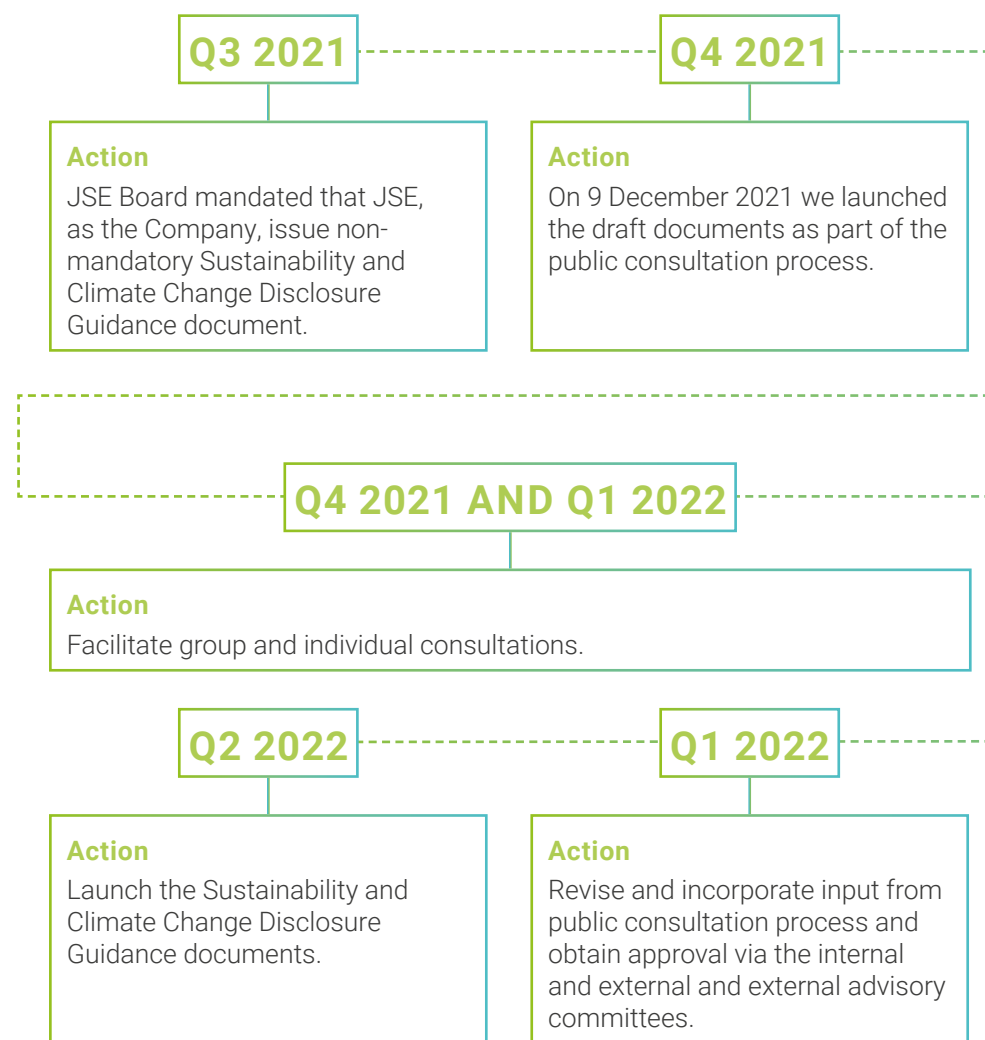 Q3 2021
Action
JSE Board mandated that JSE,
as the Company, issue non-
mandatory Sustainability and
Climate Change Disclosure
Guidance document.
Q4 2021
Action
On 9 December 2021 we launched
the draft documents as part of the
public consultation process.
Q4 2021 AND Q1 2022
Action
Facilitate group and individual consultations.
Q2 2022
Action
Launch the Sustainability and
Climate Change Disclosure
Guidance documents.
Q1 2022
Action
Revise and incorporate input from
public consultation process and
obtain approval via the internal
and external and external advisory
committees.